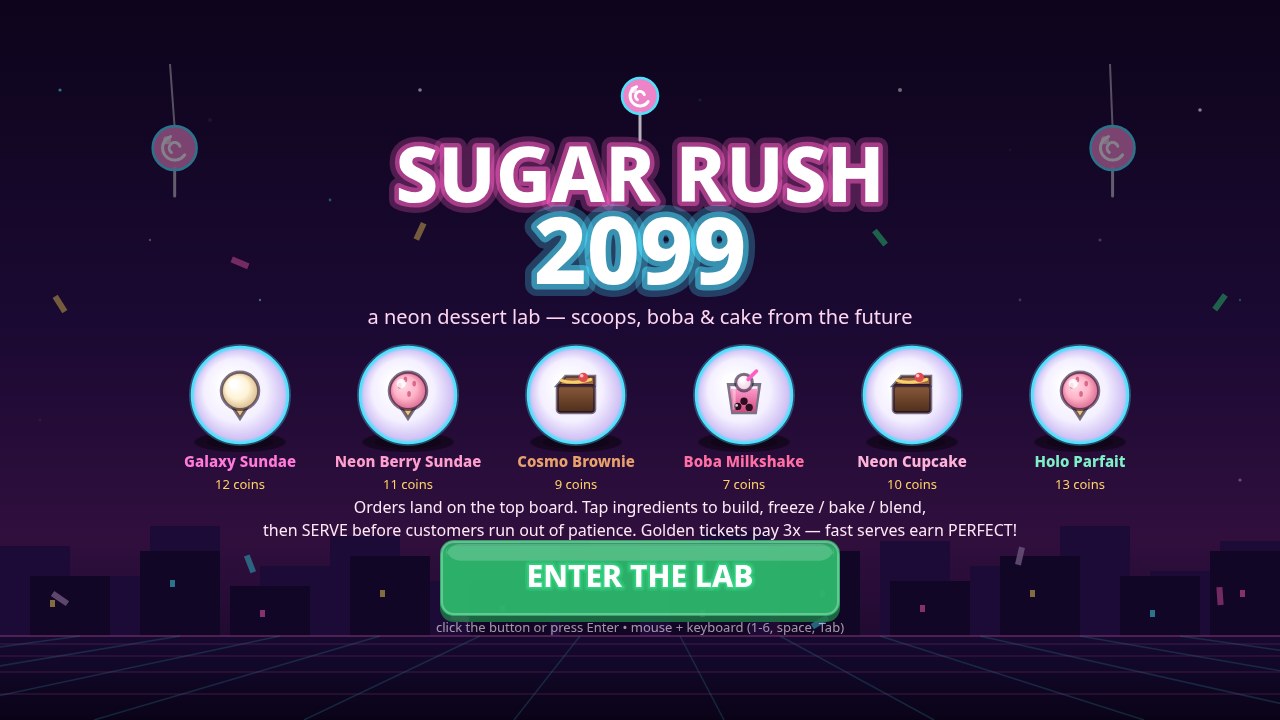 SUGAR RUSH
2099
a neon dessert lab — scoops, boba & cake from the future
Galaxy Sundae
Neon Berry Sundae
Cosmo Brownie
Boba Milkshake
Neon Cupcake
Holo Parfait
12 coins
11 coins
9 coins
7 coins
10 coins
13 coins
Orders land on the top board. Tap ingredients to build, freeze / bake / blend,
then SERVE before customers run out of patience. Golden tickets pay 3x — fast serves earn PERFECT!
ENTER THE LAB
click the button or press Enter • mouse + keyboard (1-6, space, Tab)